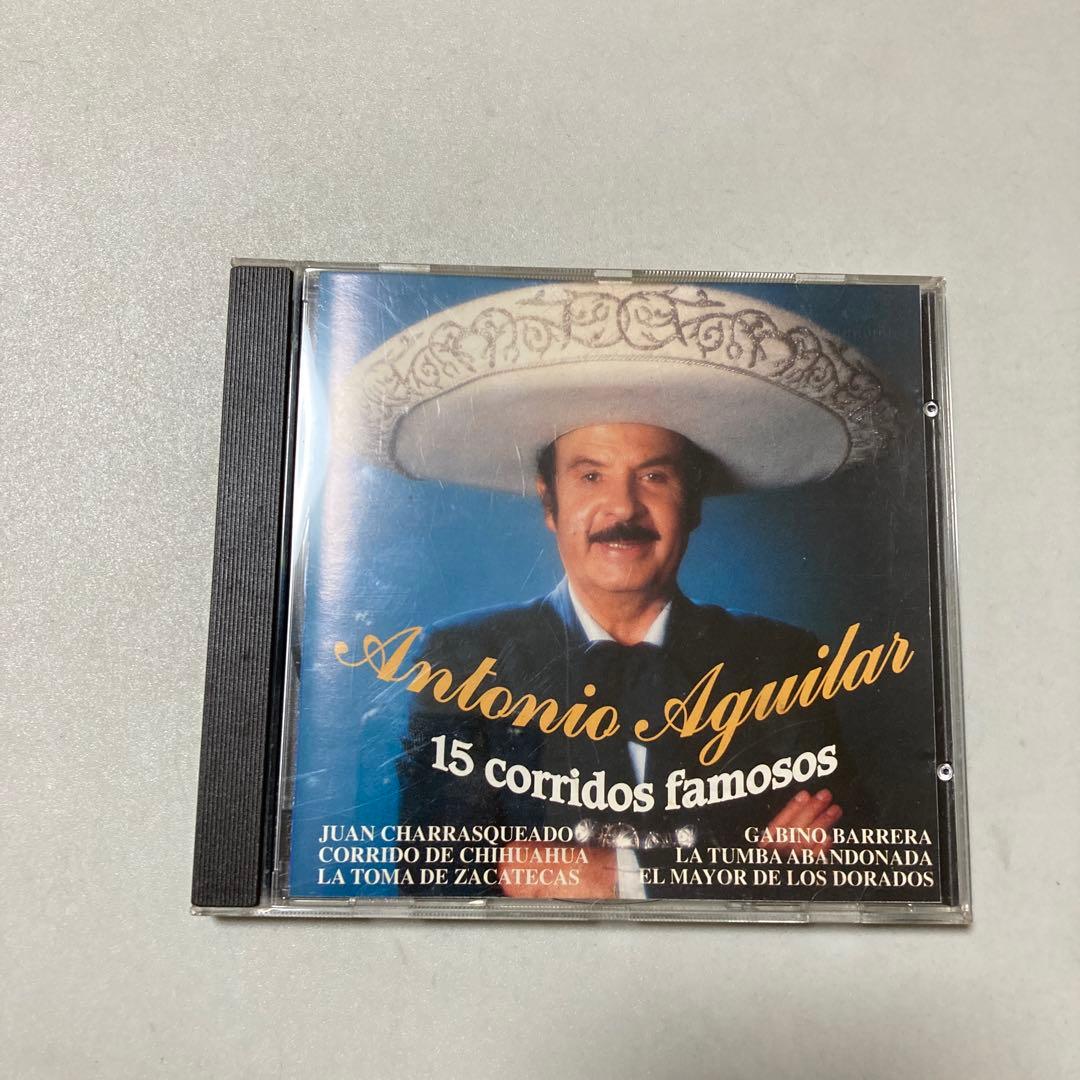 Antonio Aguilar
15 corridos famosos
JUAN CHARRASQUEADO
CORRIDO DE CHIHUAHUA
LA TOMA DE ZACATECAS
GABINO BARRERA
LA TUMBA ABANDONADA
EL MAYOR DE LOS DORADOS